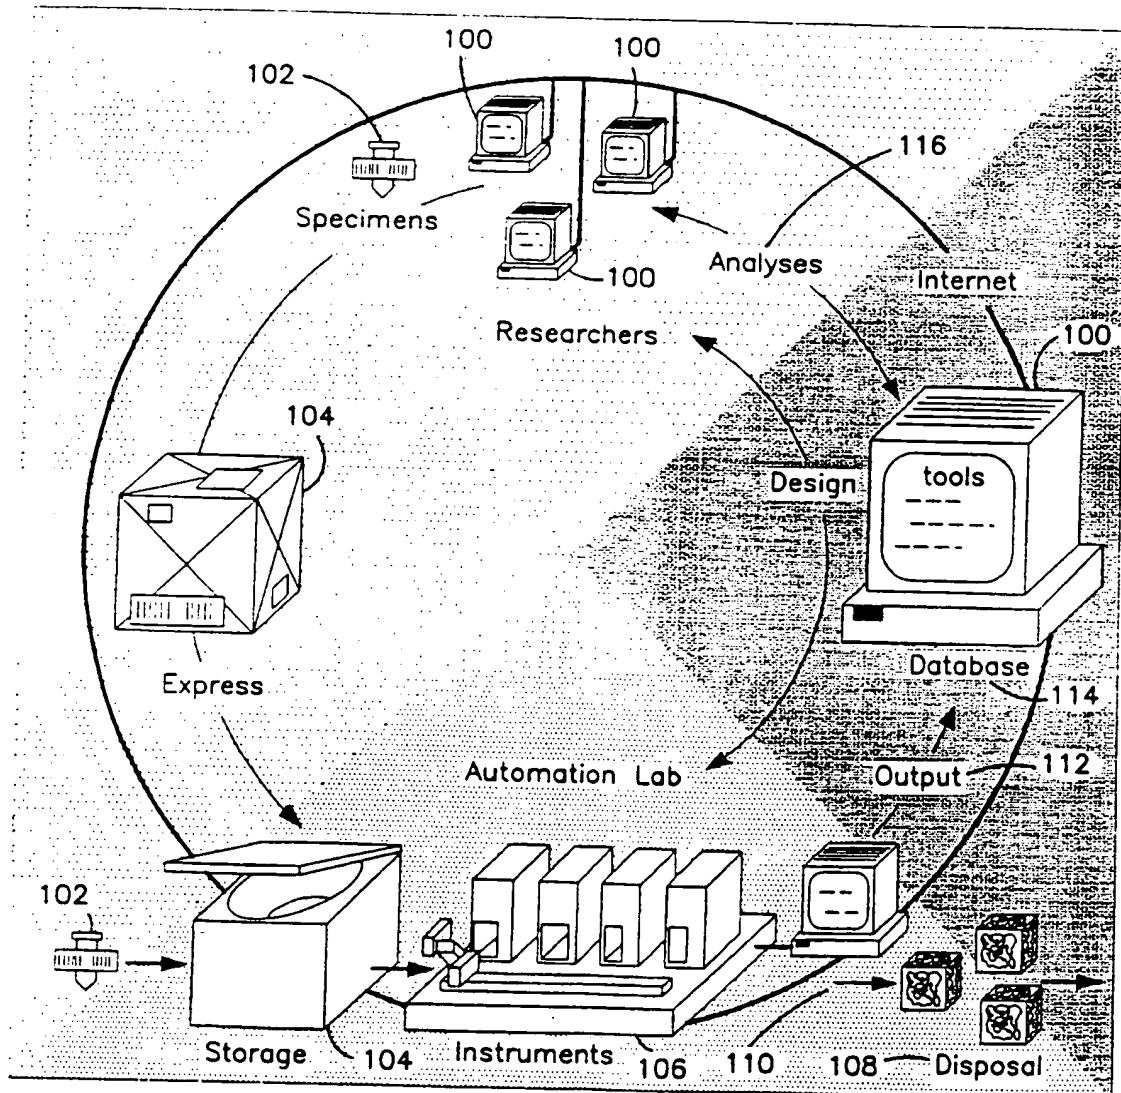 100
100
102
116
Specimens
100
Analyses
Internet
Researchers
100
104
tools
Design
Express
Database
114
Automation Lab
Output
112
102
Storage
104
Instruments
106
110
108
Disposal